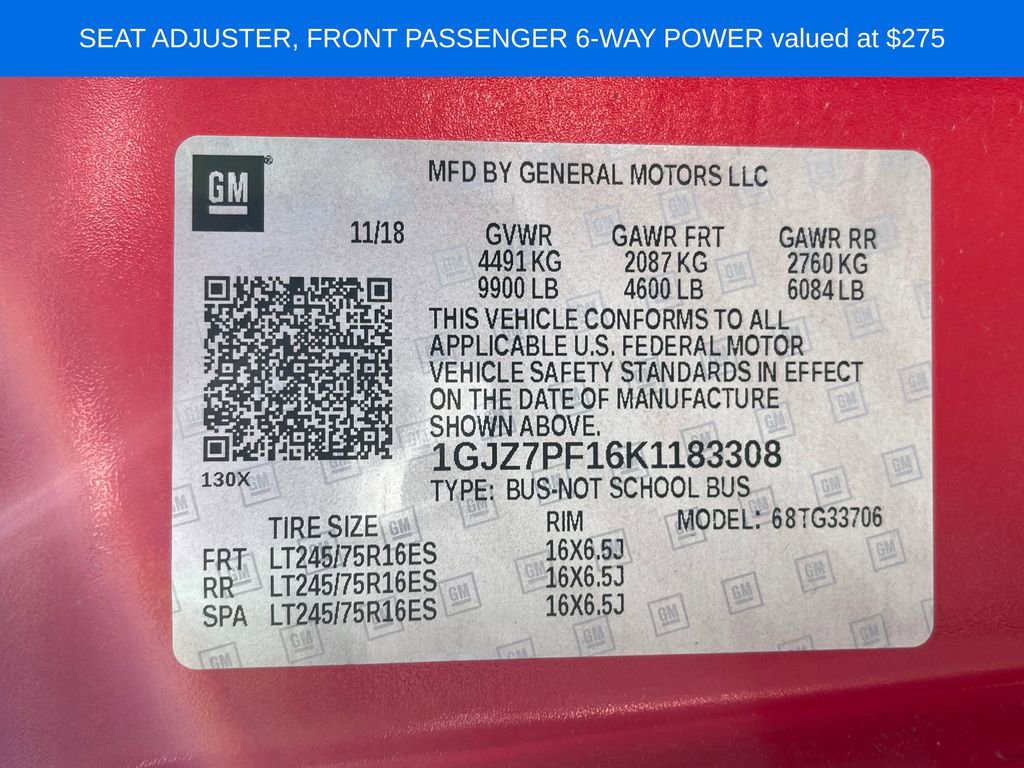 SEAT ADJUSTER, FRONT PASSENGER 6-WAY POWER valued at $275
GM®
MFD BY GENERAL MOTORS LLC
11/18 GVWR GAWR FRT GAWR RR
4491 KG 2087 KG 2760 KG
9900 LB 4600 LB 6084 LB
THIS VEHICLE CONFORMS TO ALL
APPLICABLE U.S. FEDERAL MOTOR
VEHICLE SAFETY STANDARDS IN EFFECT
ON THE DATE OF MANUFACTURE
SHOWN ABOVE.
1GJZ7PF16K1183308
130X
TYPE: BUS-NOT SCHOOL BUS
TIRE SIZE RIM MODEL: 68TG33706
FRT LT245/75R16ES 16X6.5J
RR LT245/75R16ES 16X6.5J
SPA LT245/75R16ES 16X6.5J